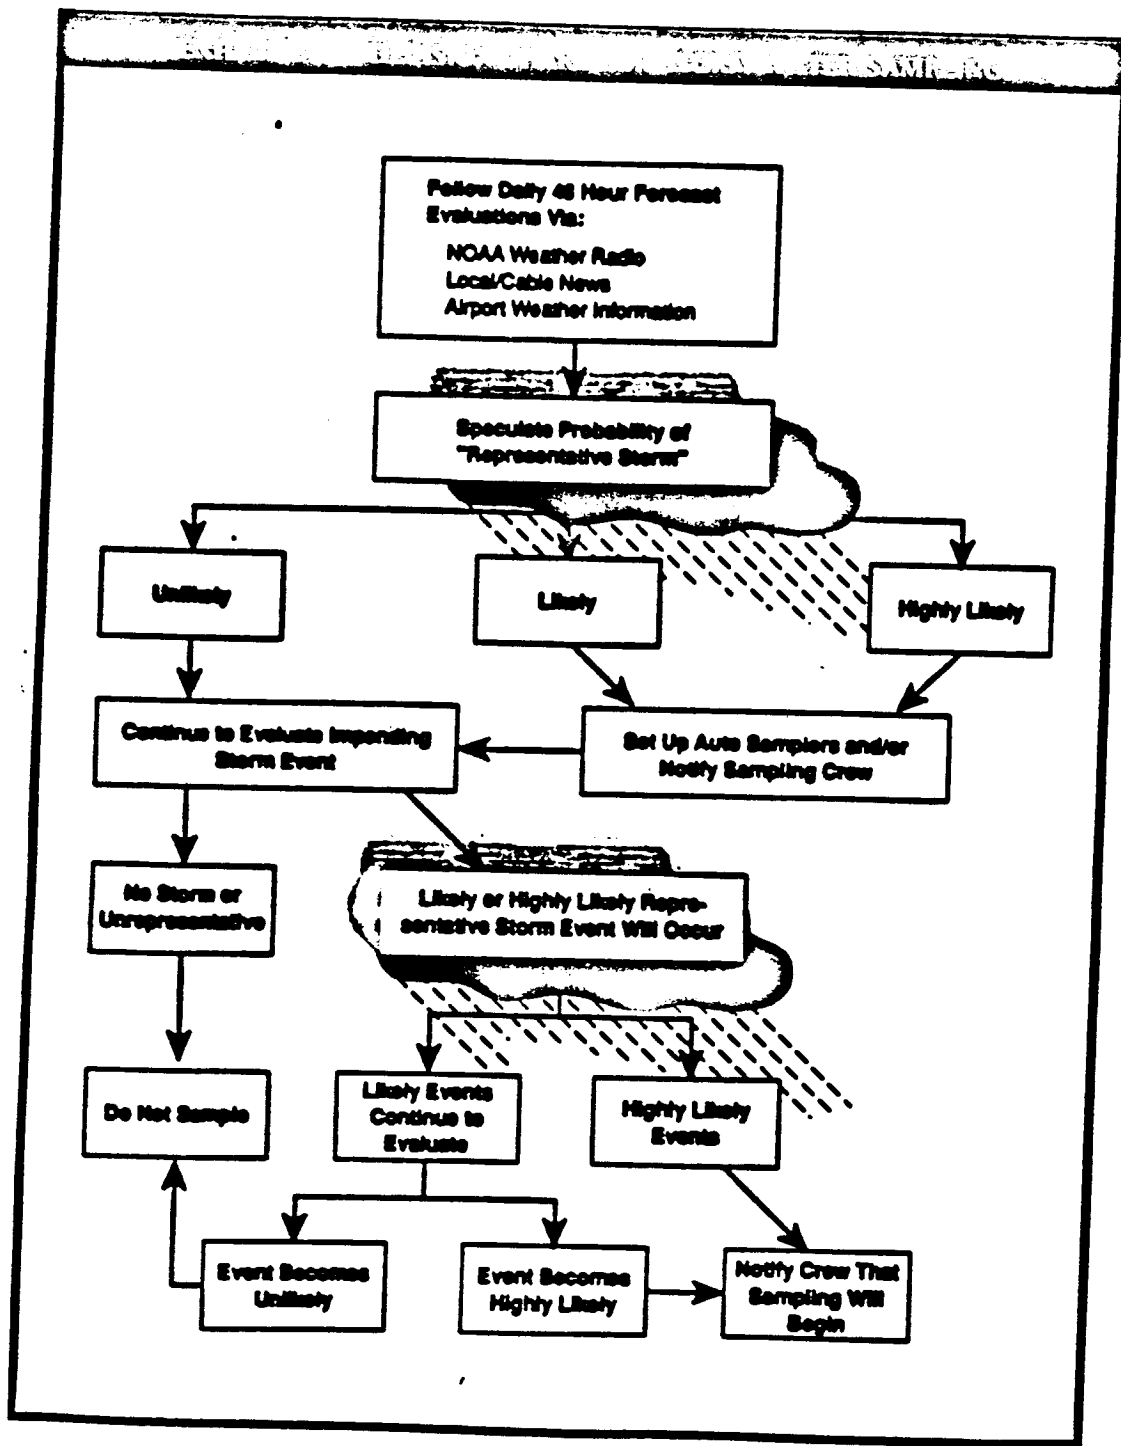 Follow Daily 48 Hour Forecast
Evaluations Via:
NOAA Weather Radio
Local/Cable News
Airport Weather Information
Speculate Probability of
"Representative Storm"
Unlikely
Likely
Highly Likely
Continue to Evaluate Impending
Storm Event
Set Up Auto Samplers and/or
Notify Sampling Crew
No Storm or
Unrepresentative
Likely or Highly Likely Repre-
sentative Storm Event Will Occur
Do Not Sample
Likely Events
Continue to
Evaluate
Highly Likely
Events
Event Becomes
Unlikely
Event Becomes
Highly Likely
Notify Crew That
Sampling Will
Begin